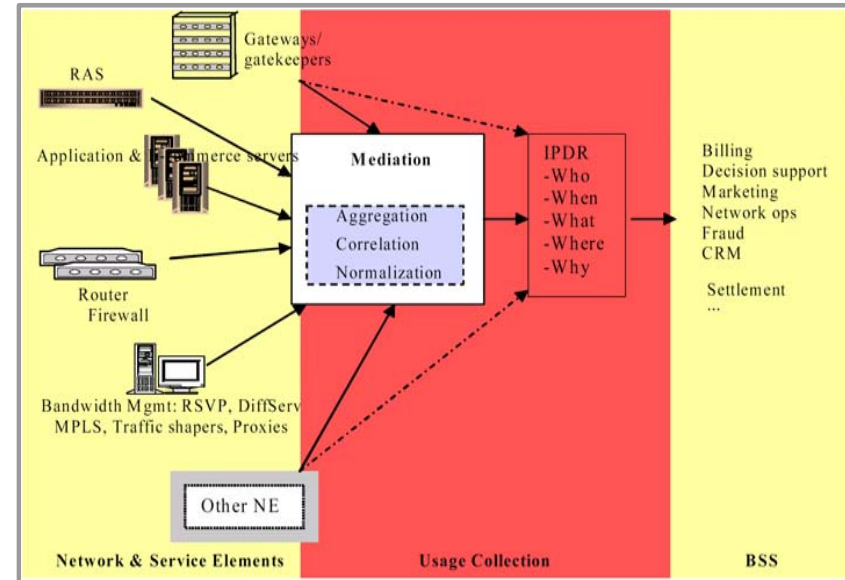 Gateways/
gatekeepers
RAS
Application & E-commerce servers
Router
Firewall
Bandwidth Mgmt: RSVP, DiffServ
MPLS, Traffic shapers, Proxies
Other NE
Network & Service Elements
Mediation
Aggregation
Correlation
Normalization
IPDR
-Who
-When
-What
-Where
-Why
Usage Collection
Billing
Decision support
Marketing
Network ops
Fraud
CRM
Settlement
...
BSS